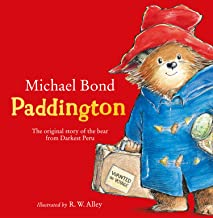 Michael Bond
Paddington
The original story of the bear
from Darkest Peru
WANTED
ON VOYAGE
Illustrated by R. W. Alley